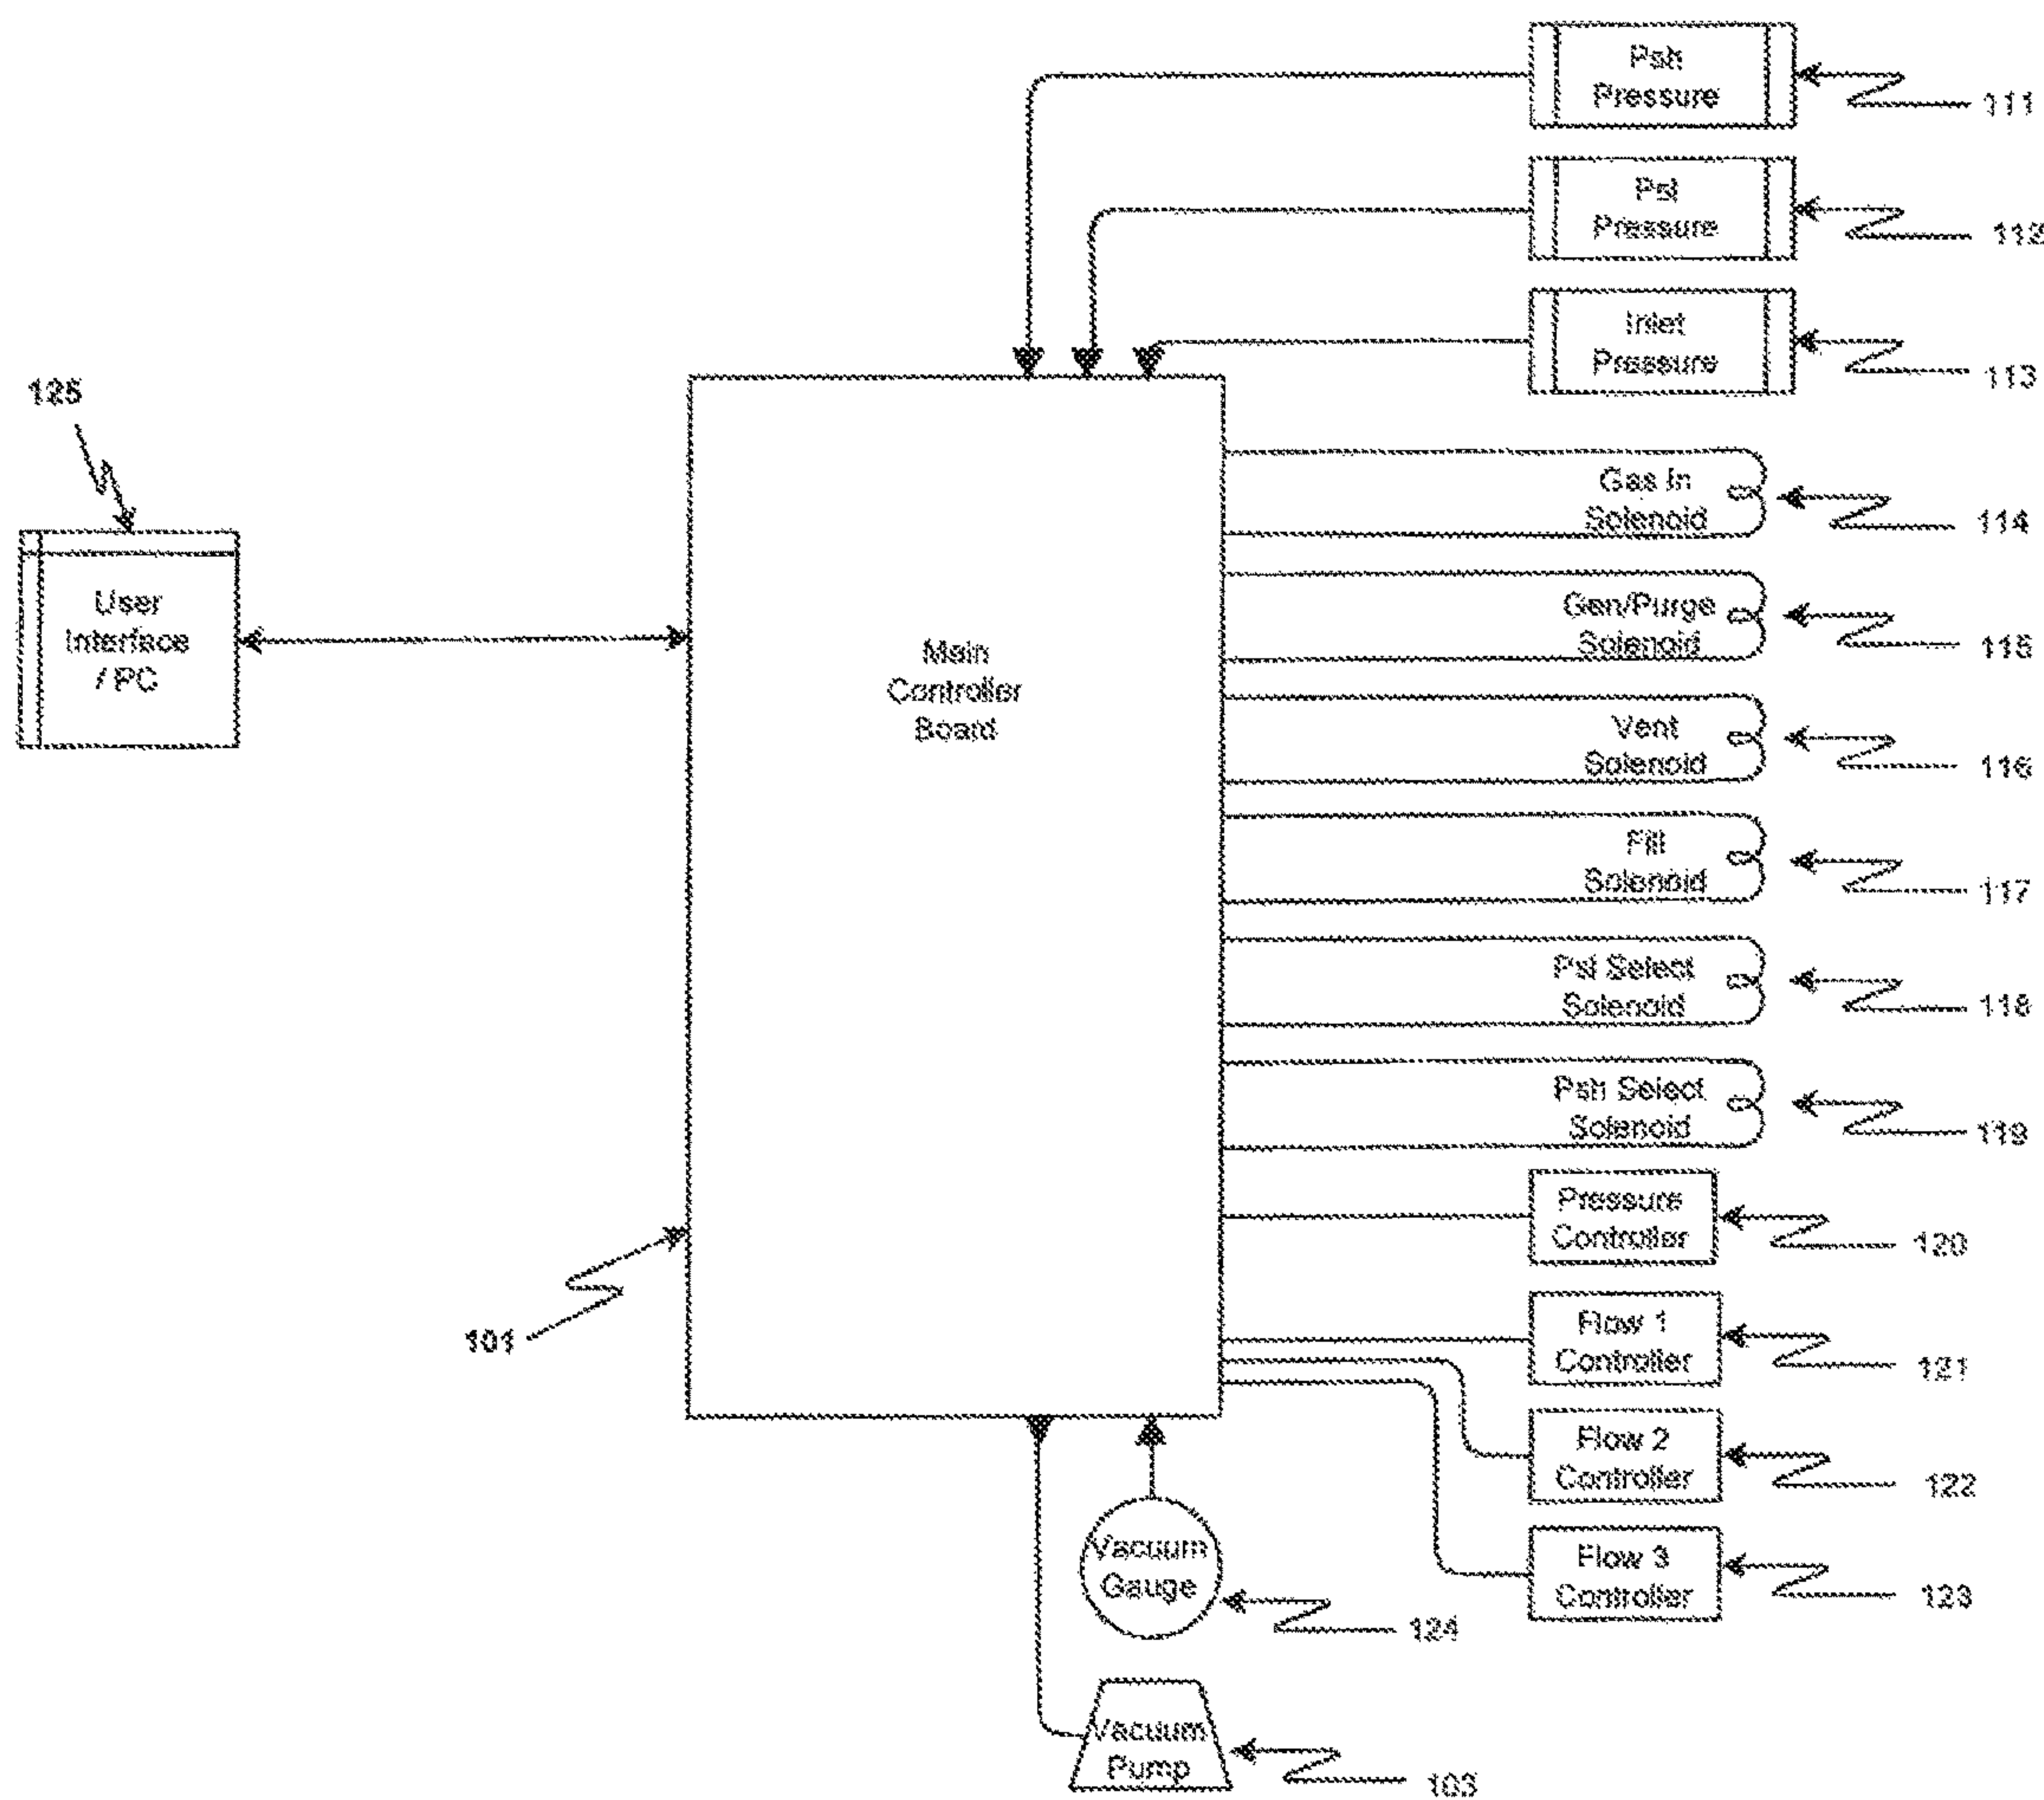 Psh
Pressure
111
Psl
Pressure
112
Inlet
Pressure
113
125
Gas In
Solenoid
114
User
Interface
/ PC
Gen/Purge
Solenoid
115
Main
Controller
Board
Vent
Solenoid
116
Fill
Solenoid
117
Psl Select
Solenoid
118
Psh Select
Solenoid
119
Pressure
Controller
120
101
Flow 1
Controller
121
Flow 2
Controller
122
Vacuum
Gauge
124
Flow 3
Controller
123
Vacuum
Pump
103